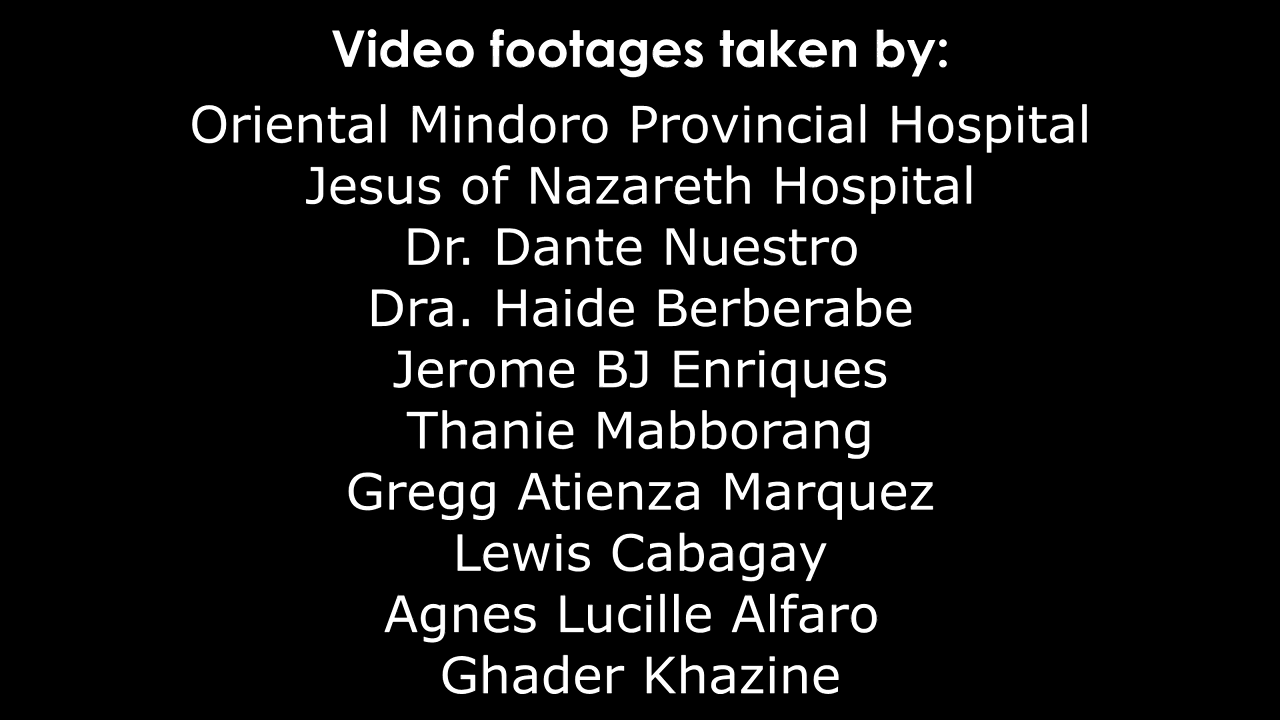 Video footages taken by:
Oriental Mindoro Provincial Hospital
Jesus of Nazareth Hospital
Dr. Dante Nuestro
Dra. Haide Berberabe
Jerome BJ Enriques
Thanie Mabborang
Gregg Atienza Marquez
Lewis Cabagay
Agnes Lucille Alfaro
Ghader Khazine